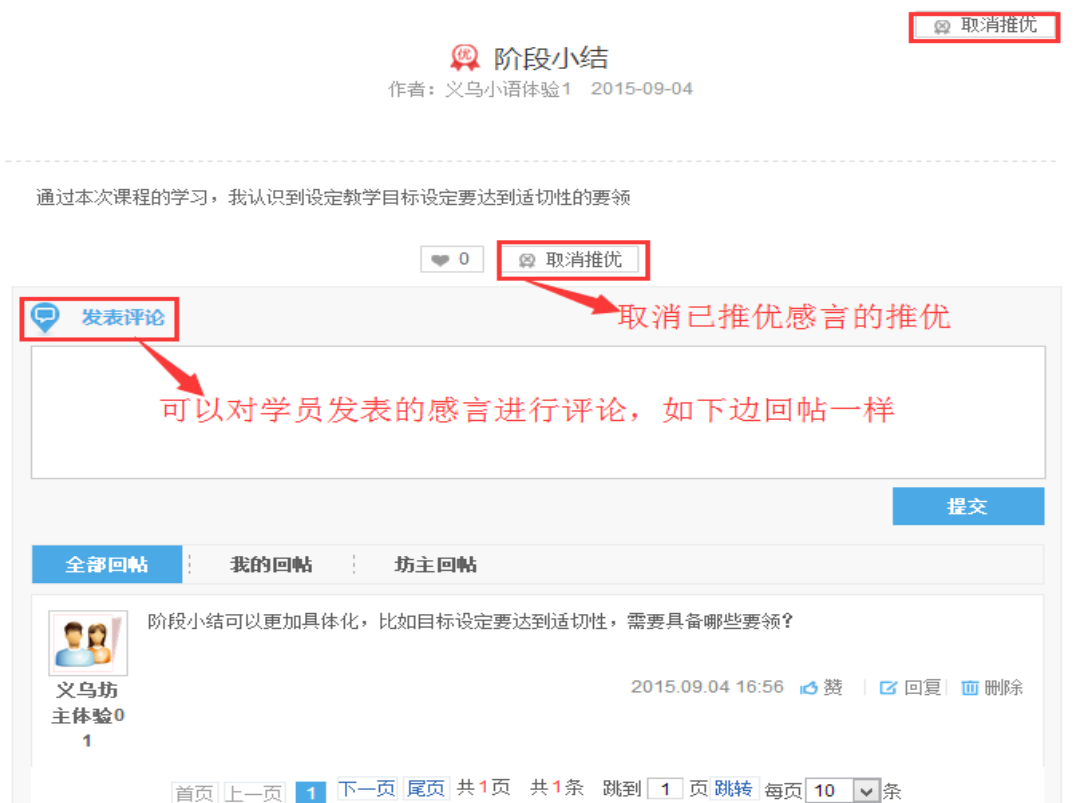 取消推优
优 阶段小结
作者：义乌小语体验1 2015-09-04
通过本次课程的学习，我认识到设定教学目标设定要达到适切性的要领
0 取消推优
发表评论
取消已推优感言的推优
可以对学员发表的感言进行评论，如下边回帖一样
提交
全部回帖 我的回帖 坊主回帖
阶段小结可以更加具体化，比如目标设定要达到适切性，需要具备哪些要领?
义乌坊
主体验0
1
2015.09.04 16:56 赞 回复 删除
首页 上一页 1 下一页 尾页 共1页 共1条 跳到 1 页 跳转 每页 10 条